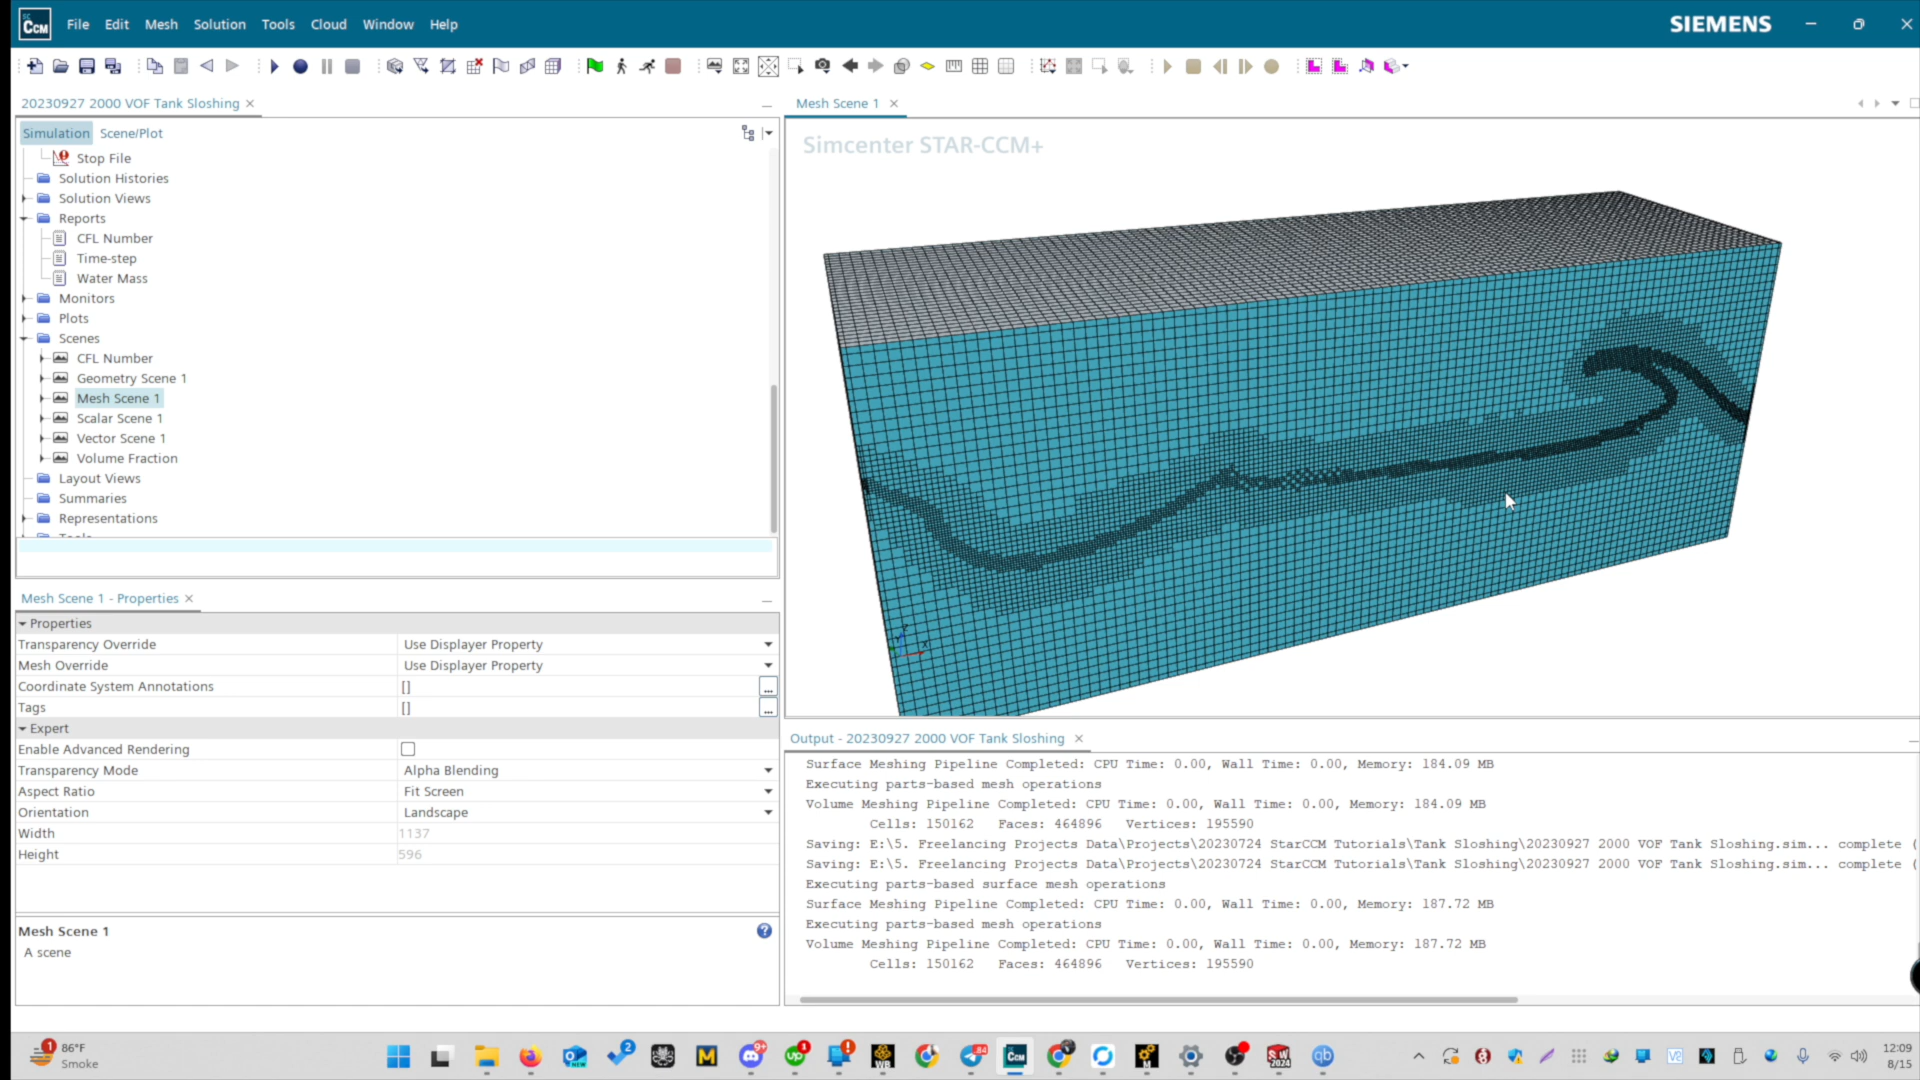 CCM File Edit Mesh Solution Tools Cloud Window Help SIEMENS
20230927 2000 VOF Tank Sloshing
Simulation Scene/Plot
Stop File
Solution Histories
Solution Views
Reports
CFL Number
Time-step
Water Mass
Monitors
Plots
Scenes
CFL Number
Geometry Scene 1
Mesh Scene 1
Scalar Scene 1
Vector Scene 1
Volume Fraction
Layout Views
Summaries
Representations
Mesh Scene 1 - Properties
Properties
Transparency Override Use Displayer Property
Mesh Override Use Displayer Property
Coordinate System Annotations []
Tags []
Expert
Enable Advanced Rendering
Transparency Mode Alpha Blending
Aspect Ratio Fit Screen
Orientation Landscape
Width 1137
Height 596
Mesh Scene 1
A scene
Mesh Scene 1
Simcenter STAR-CCM+
Output - 20230927 2000 VOF Tank Sloshing
Surface Meshing Pipeline Completed: CPU Time: 0.00, Wall Time: 0.00, Memory: 184.09 MB
Executing parts-based mesh operations
Volume Meshing Pipeline Completed: CPU Time: 0.00, Wall Time: 0.00, Memory: 184.09 MB
Cells: 150162 Faces: 464896 Vertices: 195590
Saving: E:\5. Freelancing Projects Data\Projects\20230724 StarCCM Tutorials\Tank Sloshing\20230927 2000 VOF Tank Sloshing.sim... complete (
Saving: E:\5. Freelancing Projects Data\Projects\20230724 StarCCM Tutorials\Tank Sloshing\20230927 2000 VOF Tank Sloshing.sim... complete (
Executing parts-based surface mesh operations
Surface Meshing Pipeline Completed: CPU Time: 0.00, Wall Time: 0.00, Memory: 187.72 MB
Executing parts-based mesh operations
Volume Meshing Pipeline Completed: CPU Time: 0.00, Wall Time: 0.00, Memory: 187.72 MB
Cells: 150162 Faces: 464896 Vertices: 195590
86°F
Smoke
12:09
8/15